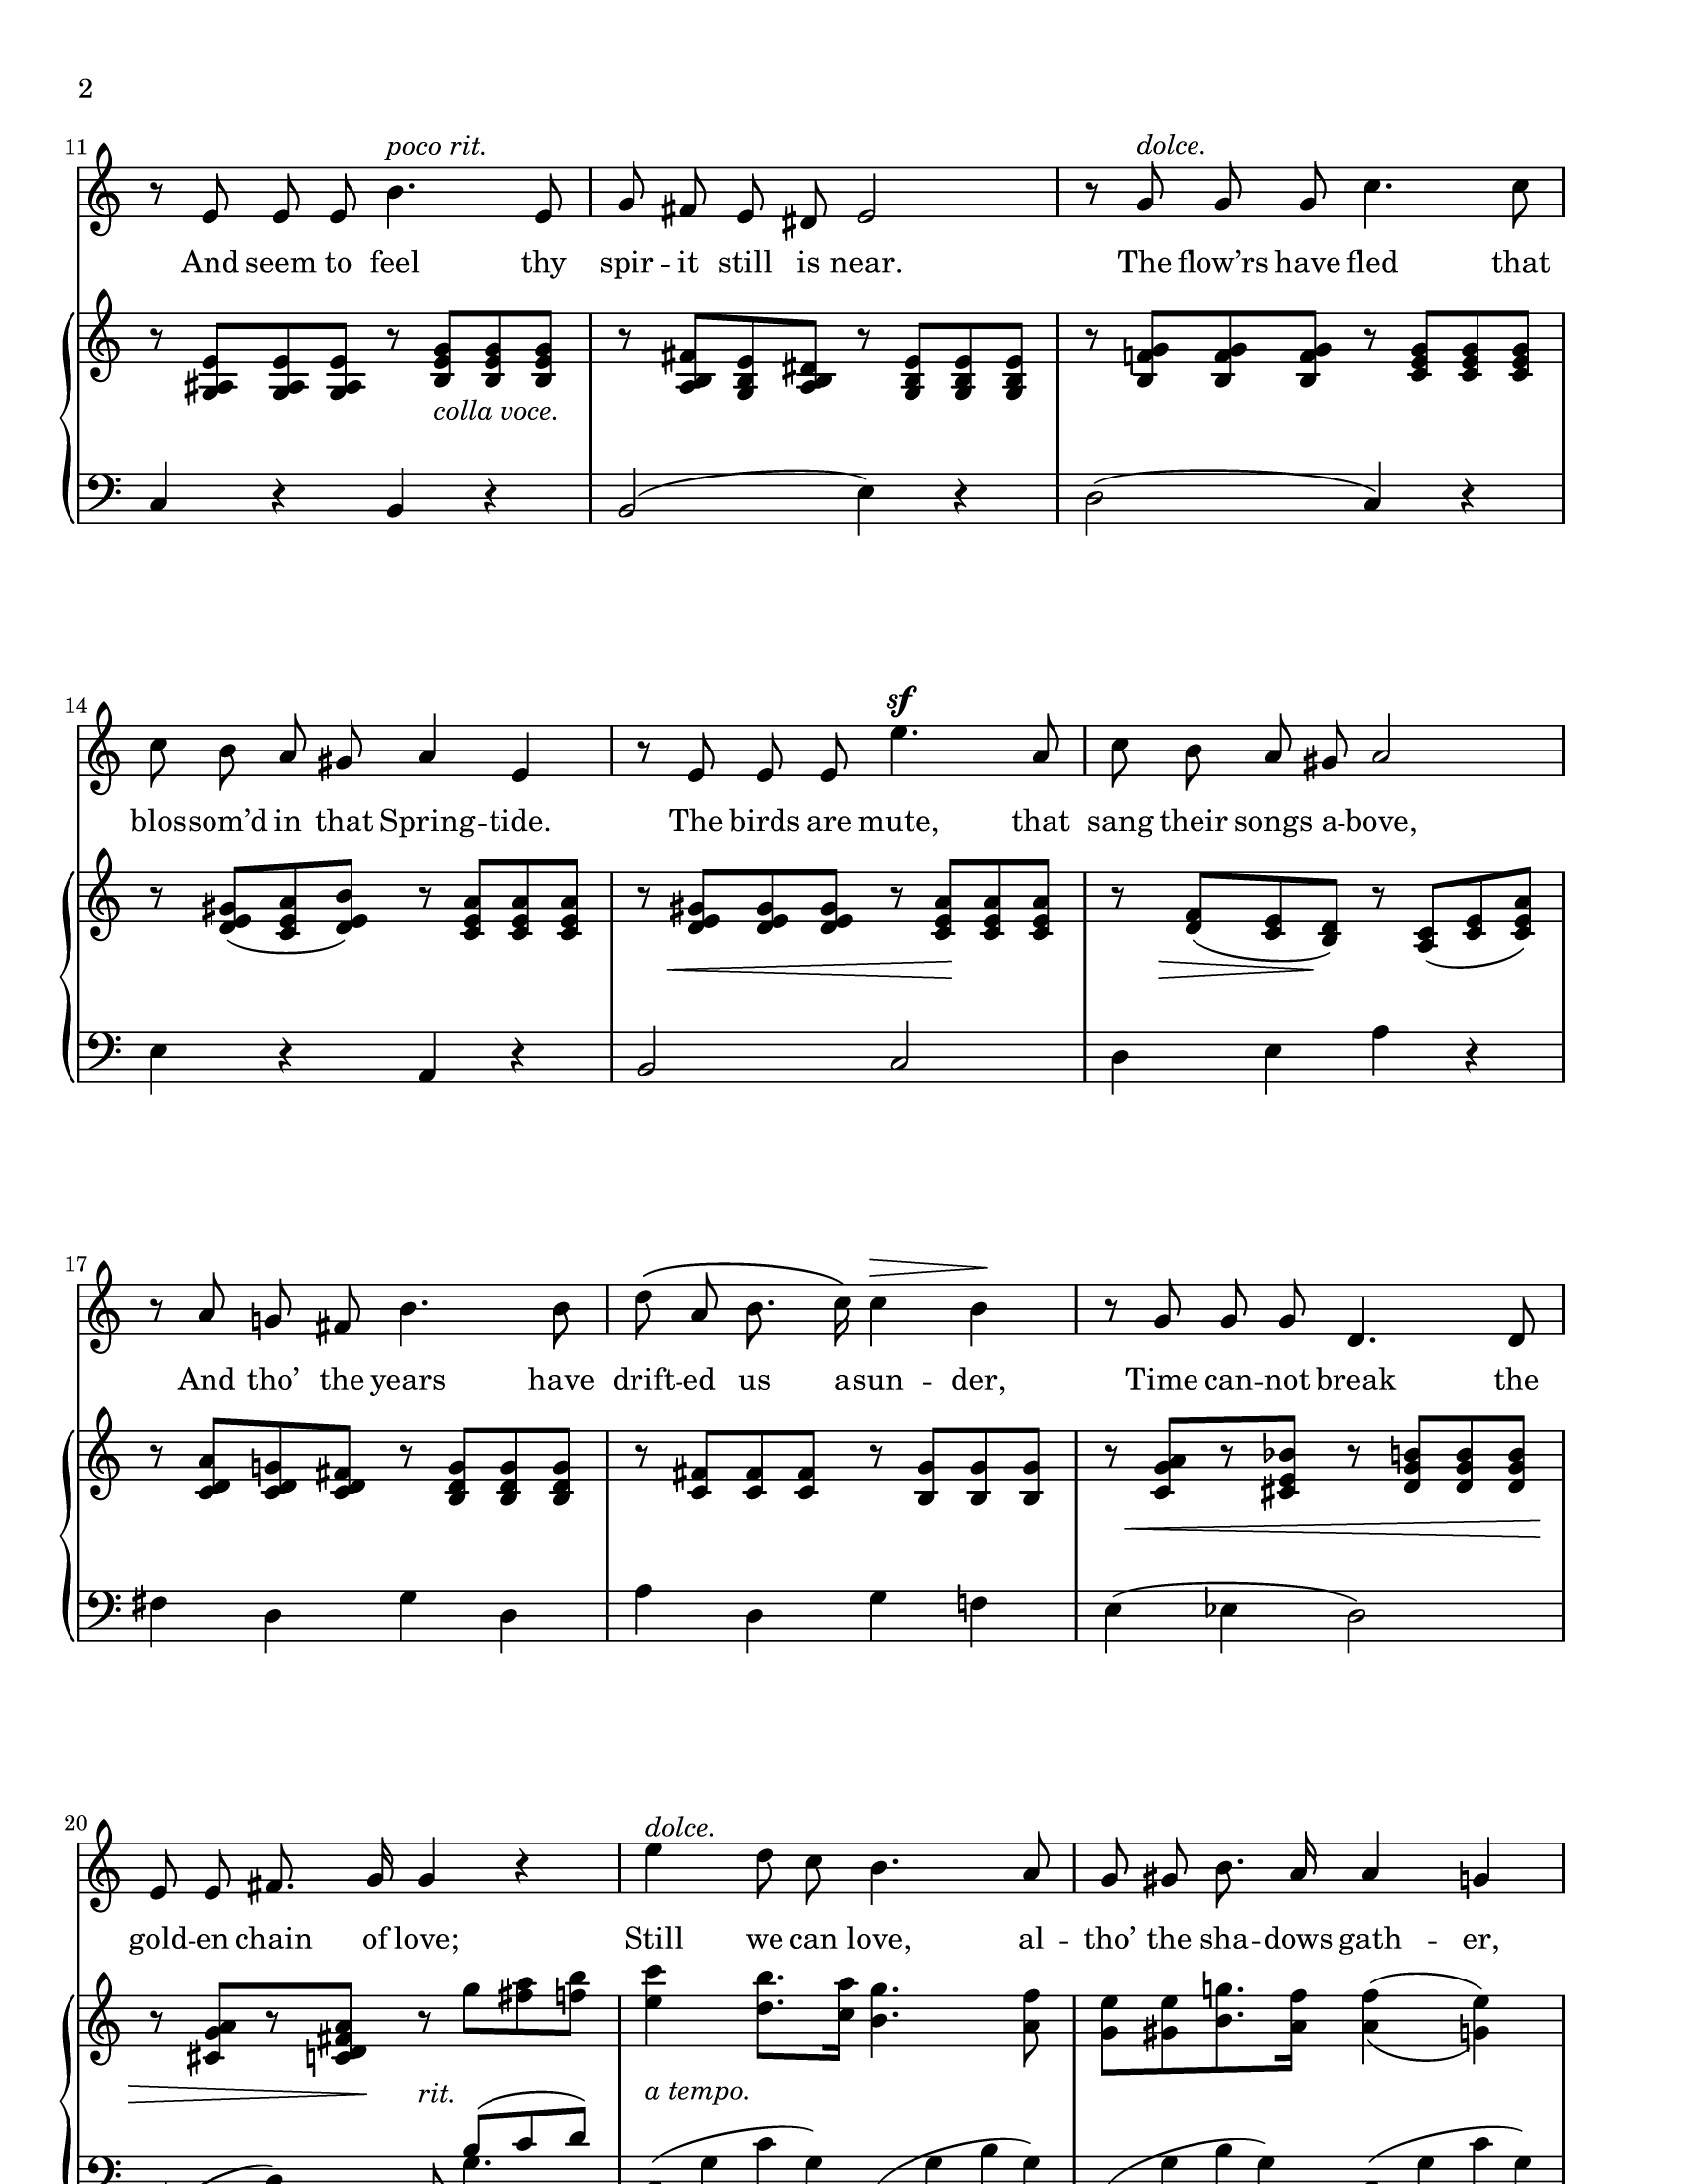 2
11
poco rit.
dolce.
And seem to feel thy spir -- it still is near. The flow’rs have fled that
colla voce.
14
sf
blossom’d in that Spring -- tide. The birds are mute, that sang their songs a-bove,
17
And tho’ the years have drift-ed us asun -- der, Time can -- not break the
20
dolce.
gold -- en chain of love; Still we can love, al -- tho’ the sha -- dows gath -- er,
rit.
a tempo.